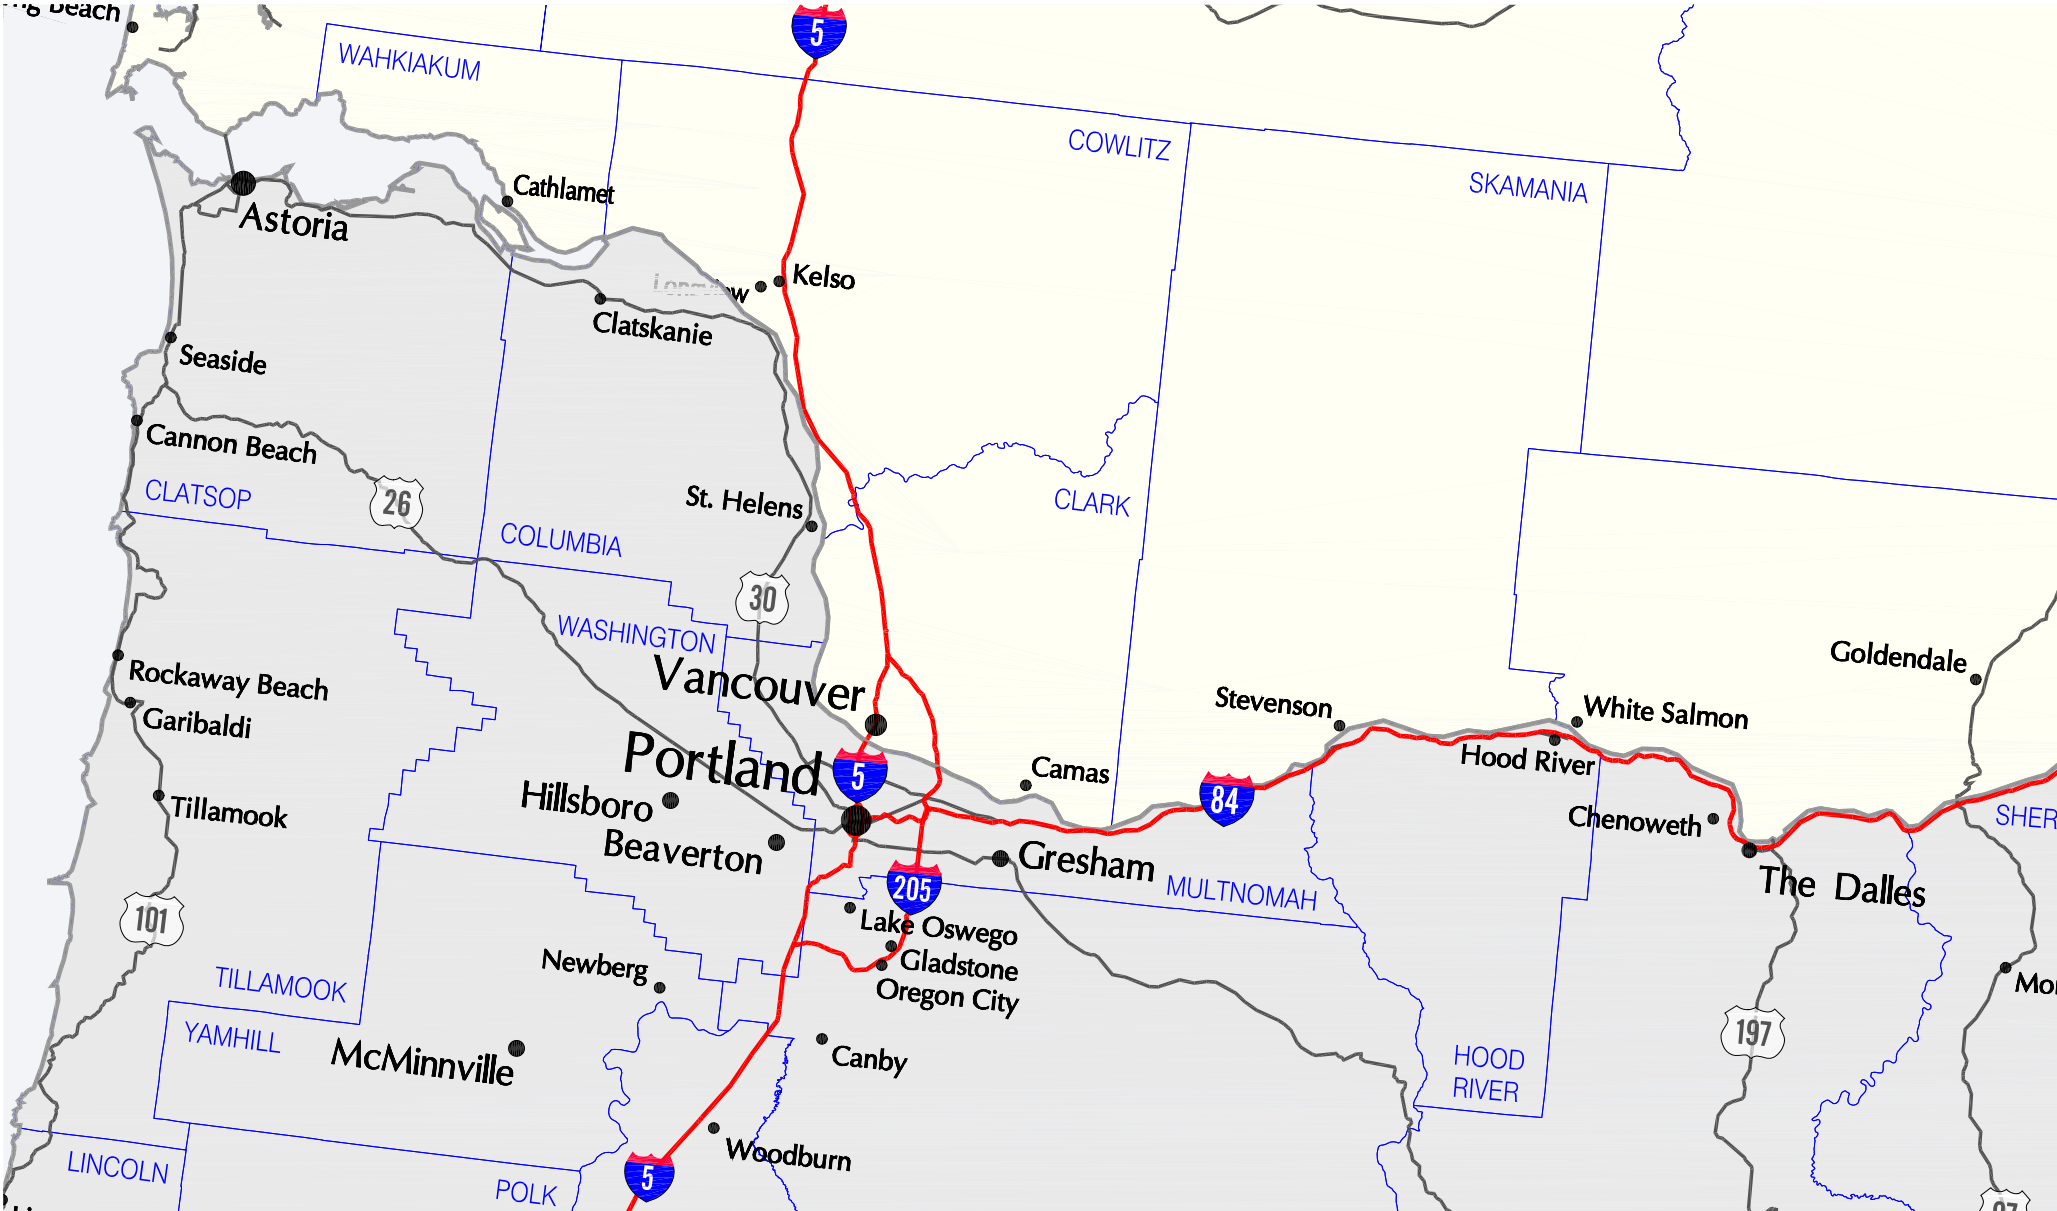 5
WAHKIAKUM
COWLITZ
SKAMANIA
Cathlamet
Astoria
Kelso
Clatskanie
Seaside
Cannon Beach
CLATSOP
26
St. Helens
CLARK
COLUMBIA
30
WASHINGTON
Goldendale
Vancouver
Rockaway Beach
Garibaldi
Stevenson
White Salmon
Portland
5
Camas
Hood River
Hillsboro
84
Tillamook
Chenoweth
SHER
Beaverton
Gresham
205
MULTNOMAH
The Dalles
101
Lake Oswego
Gladstone
Newberg
Oregon City
TILLAMOOK
YAMHILL
McMinnville
Canby
197
HOOD
RIVER
Woodburn
LINCOLN
5
POLK